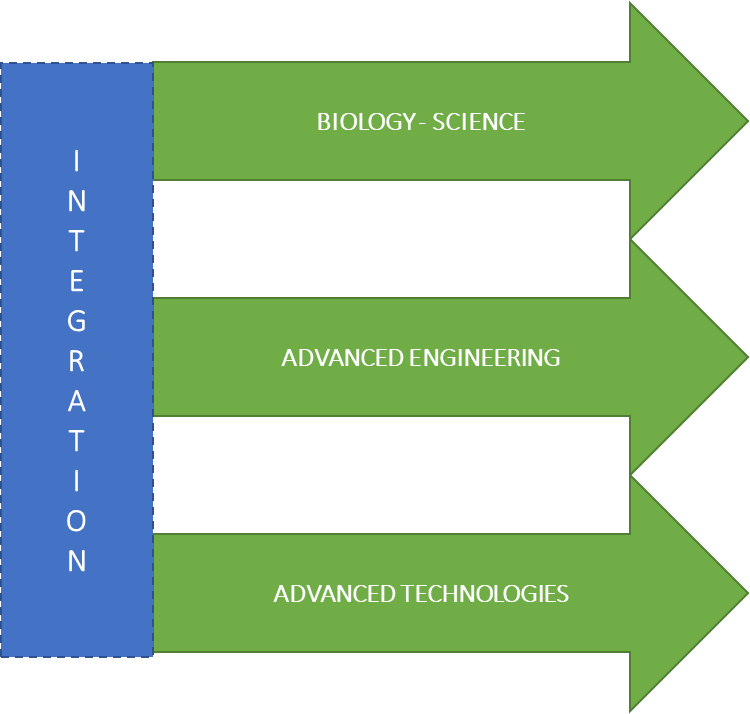 INTEGRATION
BIOLOGY- SCIENCE
ADVANCED ENGINEERING
ADVANCED TECHNOLOGIES